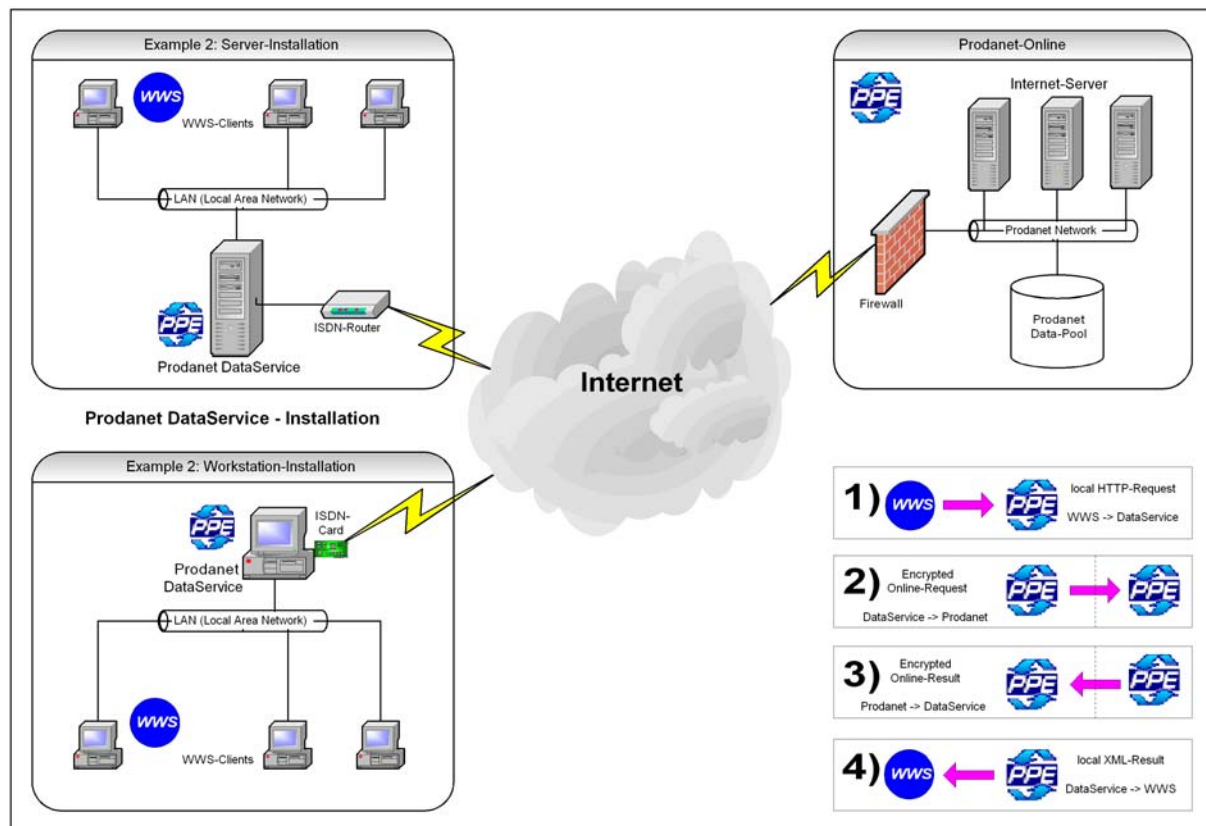 Example 2: Server-Installation
WWS
WWS-Clients
LAN (Local Area Network)
PPE
Prodanet DataService
ISDN-Router
Prodanet DataService - Installation
Example 2: Workstation-Installation
PPE
ISDN-
Card
Prodanet
DataService
LAN (Local Area Network)
WWS
WWS-Clients
Internet
Prodanet-Online
PPE
Internet-Server
Prodanet Network
Firewall
Prodanet
Data-Pool
1)
WWS
PPE
local HTTP-Request
WWS -> DataService
2)
Encrypted
Online-Request
DataService -> Prodanet
PPE
PPE
3)
Encrypted
Online-Result
Prodanet -> DataService
PPE
PPE
4)
WWS
PPE
local XML-Result
DataService -> WWS